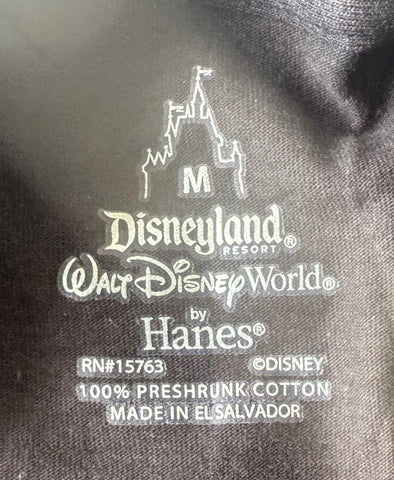 M
Disneyland®
RESORT
WALT DISNEY World®
by
Hanes®
RN#15763 ©DISNEY
100% PRESHRUNK COTTON
MADE IN EL SALVADOR